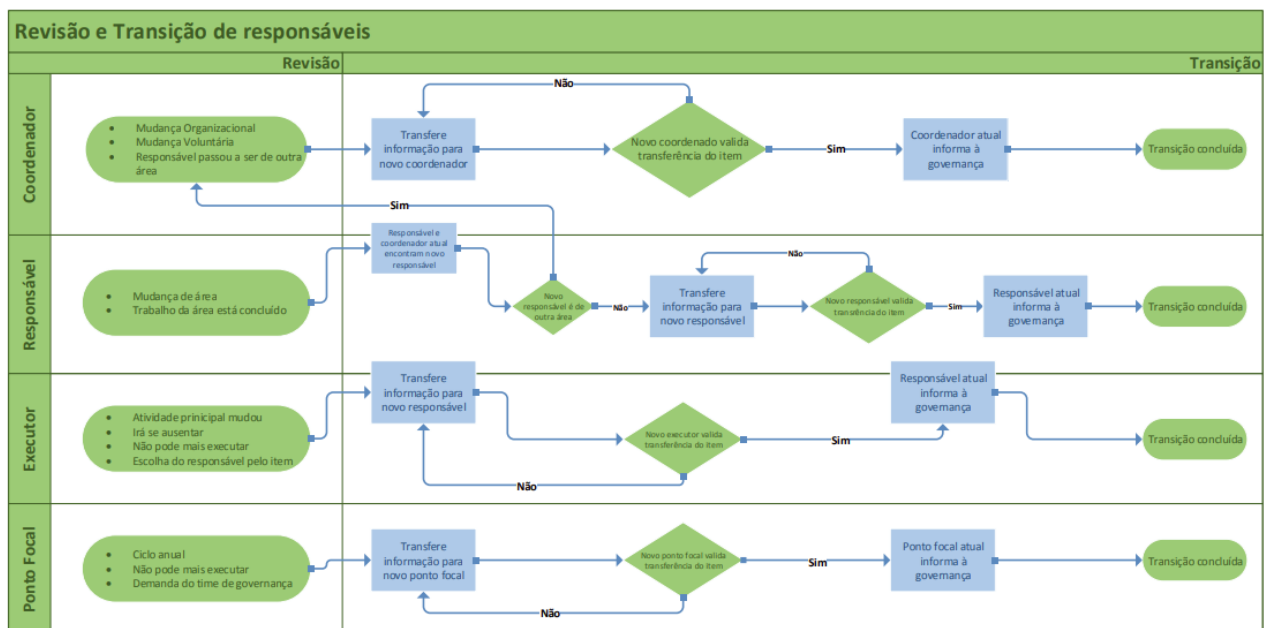 Revisão e Transição de responsáveis
Revisão
Transição
Coordenador
• Mudança Organizacional
• Mudança Voluntária
• Responsável passou a ser de outra
área
Transfere
informação para
novo coordenador
Não
Novo coordenado valida
transferência do item
Sim
Coordenador atual
informa à
governança
Transição concluída
Sim
Responsável
• Mudança de área
• Trabalho da área está concluído
Responsável e
coordenador atual
encontram novo
responsável
Novo
responsável é de
outra área
Não
Transfere
informação para
novo responsável
Não
Novo responsável valida
transfrência do item
Sim
Responsável atual
informa à
governança
Transição concluída
Executor
• Atividade prinicipal mudou
• Irá se ausentar
• Não pode mais executar
• Escolha do responsável pelo item
Transfere
informação para
novo responsável
Novo executor valida
transferência do item
Não
Sim
Responsável atual
informa à
governança
Transição concluída
Ponto Focal
• Ciclo anual
• Não pode mais executar
• Demanda do time de governança
Transfere
informação para
novo ponto focal
Novo ponto focal valida
transferência do item
Não
Sim
Ponto focal atual
informa à
governança
Transição concluída